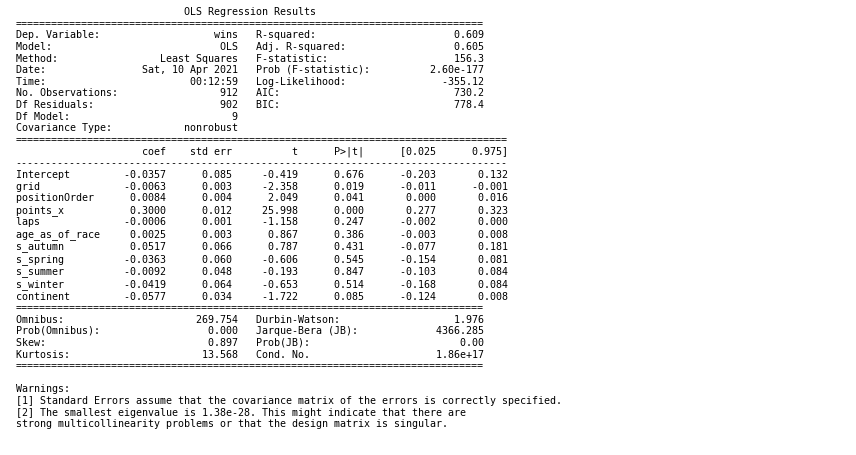 OLS Regression Results
==============================================================================
Dep. Variable:                   wins   R-squared:                       0.609
Model:                            OLS   Adj. R-squared:                  0.605
Method:                 Least Squares   F-statistic:                     156.3
Date:                Sat, 10 Apr 2021   Prob (F-statistic):          2.60e-177
Time:                        00:12:59   Log-Likelihood:                -355.12
No. Observations:                 912   AIC:                             730.2
Df Residuals:                     902   BIC:                             778.4
Df Model:                           9
Covariance Type:            nonrobust
==================================================================================
                     coef    std err          t      P>|t|      [0.025      0.975]
----------------------------------------------------------------------------------
Intercept         -0.0357      0.085     -0.419      0.676      -0.203       0.132
grid              -0.0063      0.003     -2.358      0.019      -0.011      -0.001
positionOrder      0.0084      0.004      2.049      0.041       0.000       0.016
points_x           0.3000      0.012     25.998      0.000       0.277       0.323
laps              -0.0006      0.001     -1.158      0.247      -0.002       0.000
age_as_of_race     0.0025      0.003      0.867      0.386      -0.003       0.008
s_autumn           0.0517      0.066      0.787      0.431      -0.077       0.181
s_spring          -0.0363      0.060     -0.606      0.545      -0.154       0.081
s_summer          -0.0092      0.048     -0.193      0.847      -0.103       0.084
s_winter          -0.0419      0.064     -0.653      0.514      -0.168       0.084
continent         -0.0577      0.034     -1.722      0.085      -0.124       0.008
==============================================================================
Omnibus:                      269.754   Durbin-Watson:                   1.976
Prob(Omnibus):                  0.000   Jarque-Bera (JB):             4366.285
Skew:                           0.897   Prob(JB):                         0.00
Kurtosis:                      13.568   Cond. No.                     1.86e+17
==============================================================================
Warnings:
[1] Standard Errors assume that the covariance matrix of the errors is correctly specified.
[2] The smallest eigenvalue is 1.38e-28. This might indicate that there are
strong multicollinearity problems or that the design matrix is singular.